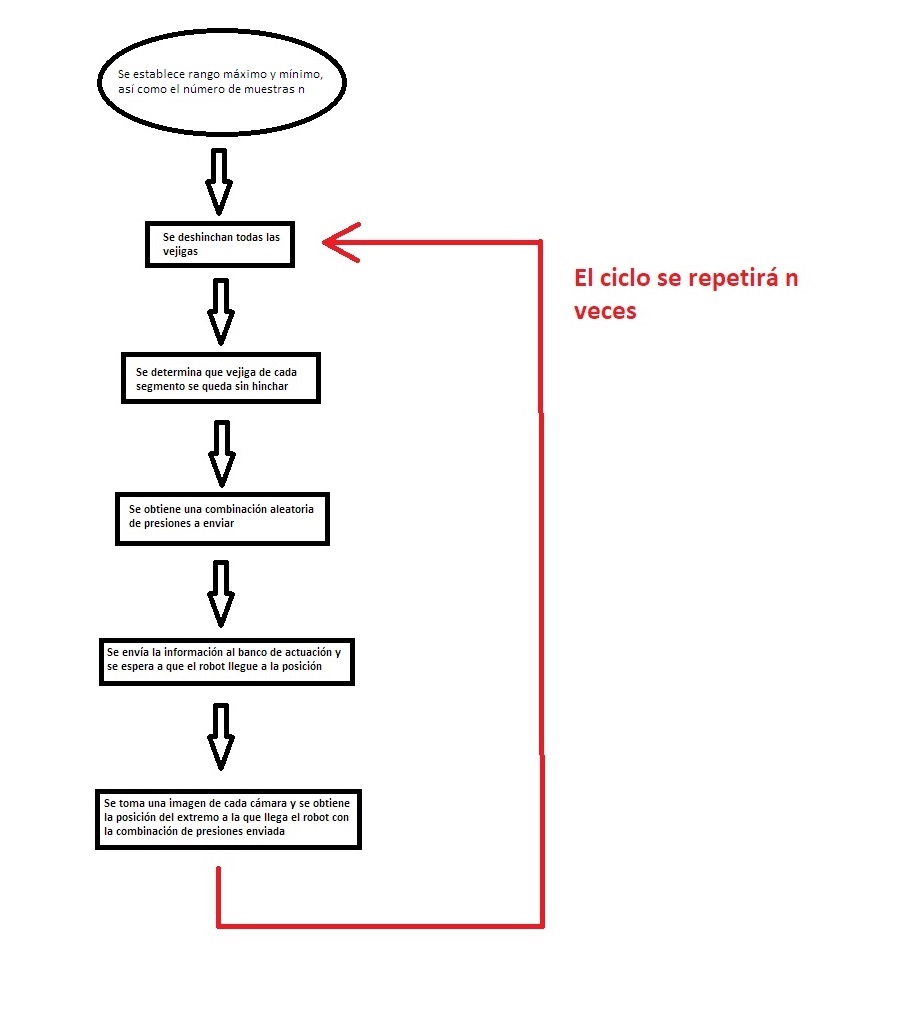 Se establece rango máximo y mínimo,
así como el número de muestras n
Se deshinchan todas las
vejigas
El ciclo se repetirá n
veces
Se determina que vejiga de cada
segmento se queda sin hinchar
Se obtiene una combinación aleatoria
de presiones a enviar
Se envía la información al banco de actuación y
se espera a que el robot llegue a la posición
Se toma una imagen de cada cámara y se obtiene
la posición del extremo a la que llega el robot con
la combinación de presiones enviada